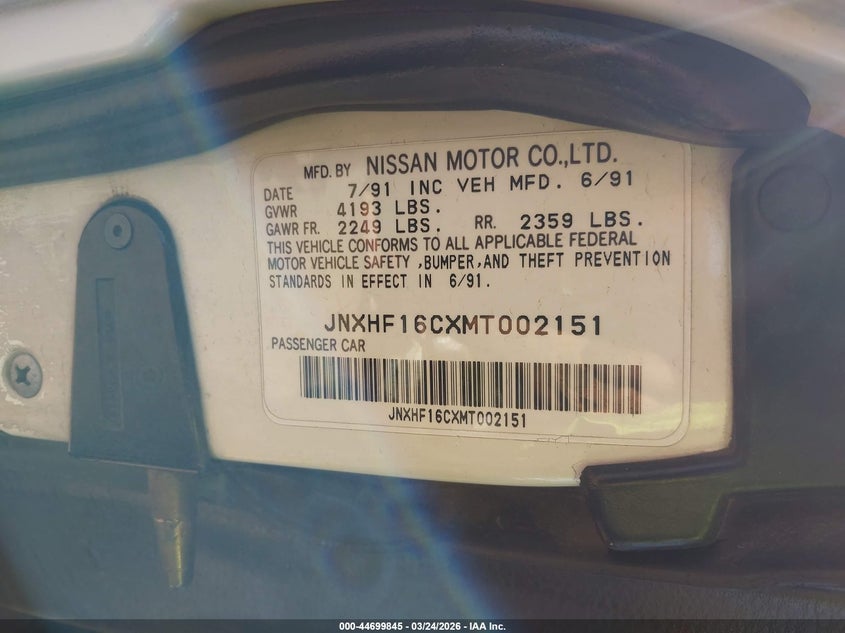 MFD. BY NISSAN MOTOR CO.,LTD.
DATE 7/91 INC VEH MFD. 6/91
GVWR 4193 LBS.
GAWR FR. 2249 LBS. RR. 2359 LBS.
THIS VEHICLE CONFORMS TO ALL APPLICABLE FEDERAL
MOTOR VEHICLE SAFETY ,BUMPER,AND THEFT PREVENTION
STANDARDS IN EFFECT IN 6/91.
JNXHF16CXMT002151
PASSENGER CAR
JNXHF16CXMT002151
000-44699845 - 03/24/2026 - IAA Inc.